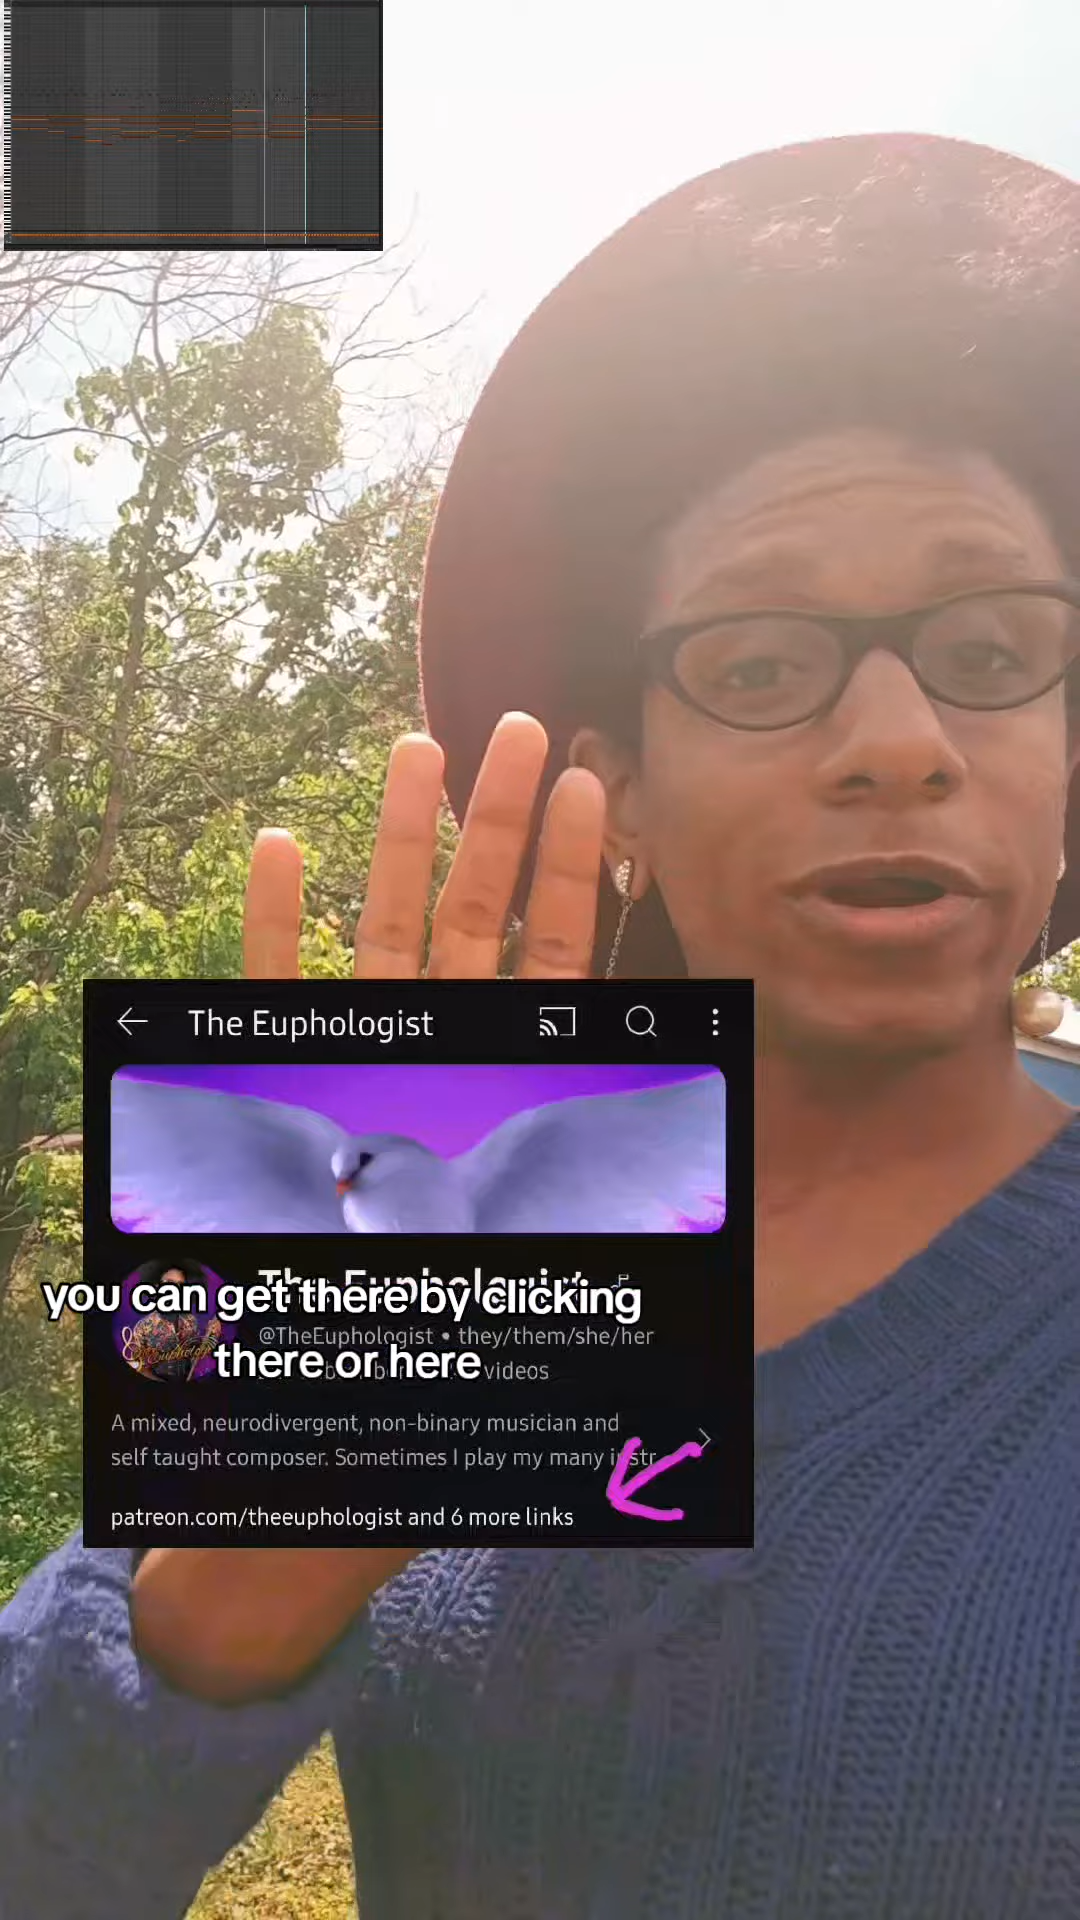 The Euphologist
you can get there by clicking
@TheEuphologist • they/them/she/her
there or here
videos
A mixed, neurodivergent, non-binary musician and
self taught composer. Sometimes I play my many instr
patreon.com/theeuphologist and 6 more links